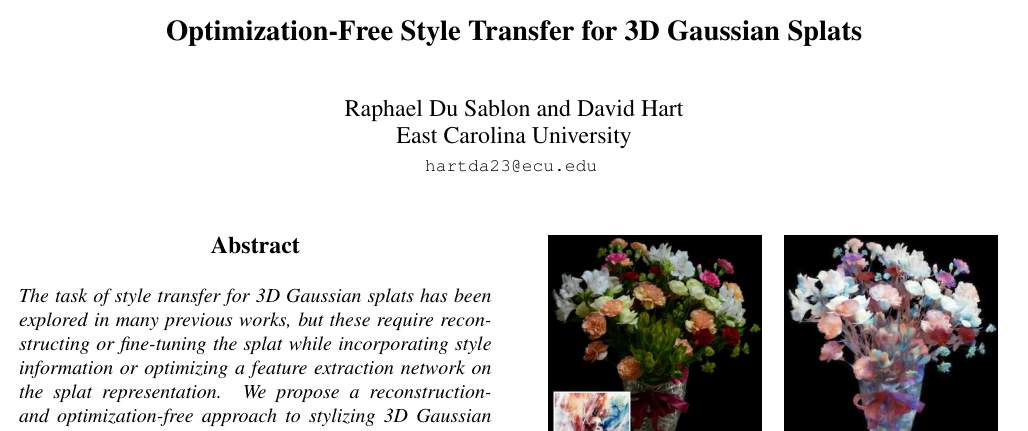 Optimization-Free Style Transfer for 3D Gaussian Splats
Raphael Du Sablon and David Hart
East Carolina University
hartda23@ecu.edu
Abstract
The task of style transfer for 3D Gaussian splats has been
explored in many previous works, but these require recon-
structing or fine-tuning the splat while incorporating style
information or optimizing a feature extraction network on
the splat representation. We propose a reconstruction-
and optimization-free approach to stylizing 3D Gaussian